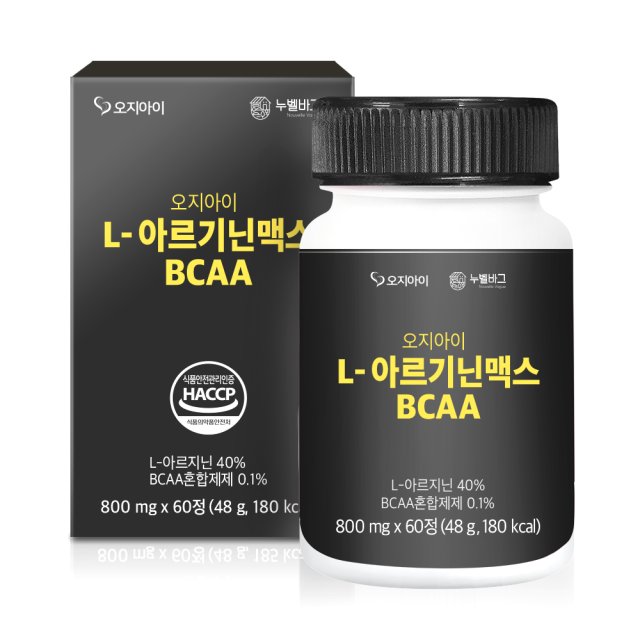 오지아이
누벨바그
Nouvelle Vague
오지아이
L-아르기닌맥스
BCAA
식품안전관리인증
HACCP
식품의약품안전처
L-아르지닌 40%
BCAA혼합제제 0.1%
800 mg x 60정 (48 g, 180 kc
오지아이
누벨바그
Nouvelle Vague
오지아이
L-아르기닌맥스
BCAA
L-아르지닌 40%
BCAA혼합제제 0.1%
800 mg x 60정 (48 g, 180 kcal)